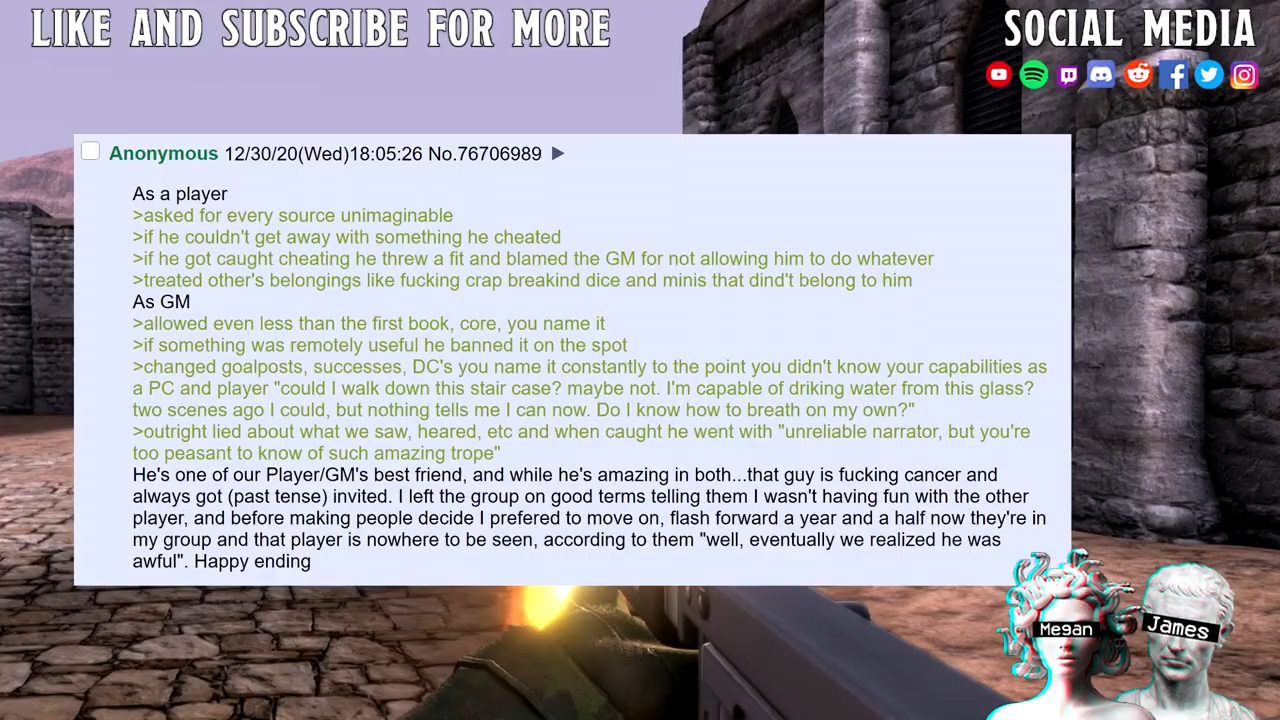 LIKE AND SUBSCRIBE FOR MORE
SOCIAL MEDIA
Anonymous 12/30/20(Wed)18:05:26 No.76706989
As a player
>asked for every source unimaginable
>if he couldn't get away with something he cheated
>if he got caught cheating he threw a fit and blamed the GM for not allowing him to do whatever
>treated other's belongings like fucking crap breakind dice and minis that dind't belong to him
As GM
>allowed even less than the first book, core, you name it
>if something was remotely useful he banned it on the spot
>changed goalposts, successes, DC's you name it constantly to the point you didn't know your capabilities as
a PC and player "could I walk down this stair case? maybe not. I'm capable of driking water from this glass?
two scenes ago I could, but nothing tells me I can now. Do I know how to breath on my own?"
>outright lied about what we saw, heared, etc and when caught he went with "unreliable narrator, but you're
too peasant to know of such amazing trope"
He's one of our Player/GM's best friend, and while he's amazing in both...that guy is fucking cancer and
always got (past tense) invited. I left the group on good terms telling them I wasn't having fun with the other
player, and before making people decide I prefered to move on, flash forward a year and a half now they're in
my group and that player is nowhere to be seen, according to them "well, eventually we realized he was
awful". Happy ending
Megan
James